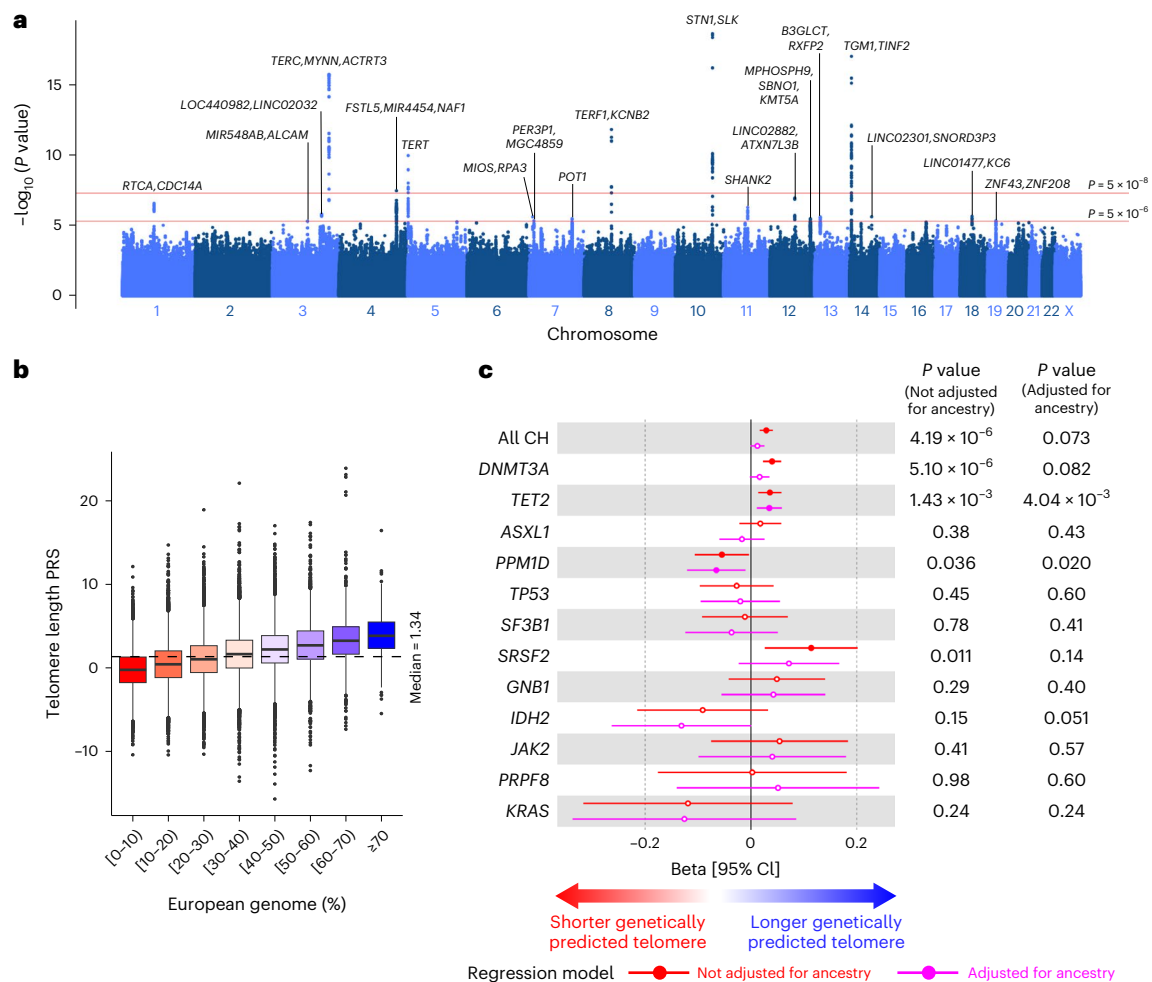 a
−log₁₀ (P value)
15
10
5
0
RTCA,CDC14A
MIR548AB,ALCAM
LOC440982,LINC02032
TERC,MYNN,ACTRT3
FSTL5,MIR4454,NAF1
TERT
MIOS,RPA3
PER3P1,
MGC4859
POT1
TERF1,KCNB2
STN1,SLK
SHANK2
LINC02882,
ATXN7L3B
MPHOSPH9,
SBNO1,
KMT5A
B3GLCT,
RXFP2
TGM1,TINF2
LINC02301,SNORD3P3
LINC01477,KC6
ZNF43,ZNF208
P = 5 × 10⁻⁸
P = 5 × 10⁻⁶
1 2 3 4 5 6 7 8 9 10 11 12 13 14 15 16 17 18 19 20 21 22 X
Chromosome
b
Telomere length PRS
20
10
0
−10
Median = 1.34
[0–10) [10–20) [20–30) [30–40) [40–50) [50–60) [60–70) ≥70
European genome (%)
c
P value
(Not adjusted
for ancestry)
P value
(Adjusted for
ancestry)
All CH 4.19 × 10⁻⁶ 0.073
DNMT3A 5.10 × 10⁻⁶ 0.082
TET2 1.43 × 10⁻³ 4.04 × 10⁻³
ASXL1 0.38 0.43
PPM1D 0.036 0.020
TP53 0.45 0.60
SF3B1 0.78 0.41
SRSF2 0.011 0.14
GNB1 0.29 0.40
IDH2 0.15 0.051
JAK2 0.41 0.57
PRPF8 0.98 0.60
KRAS 0.24 0.24
−0.2 0 0.2
Beta [95% CI]
Shorter genetically
predicted telomere
Longer genetically
predicted telomere
Regression model Not adjusted for ancestry Adjusted for ancestry